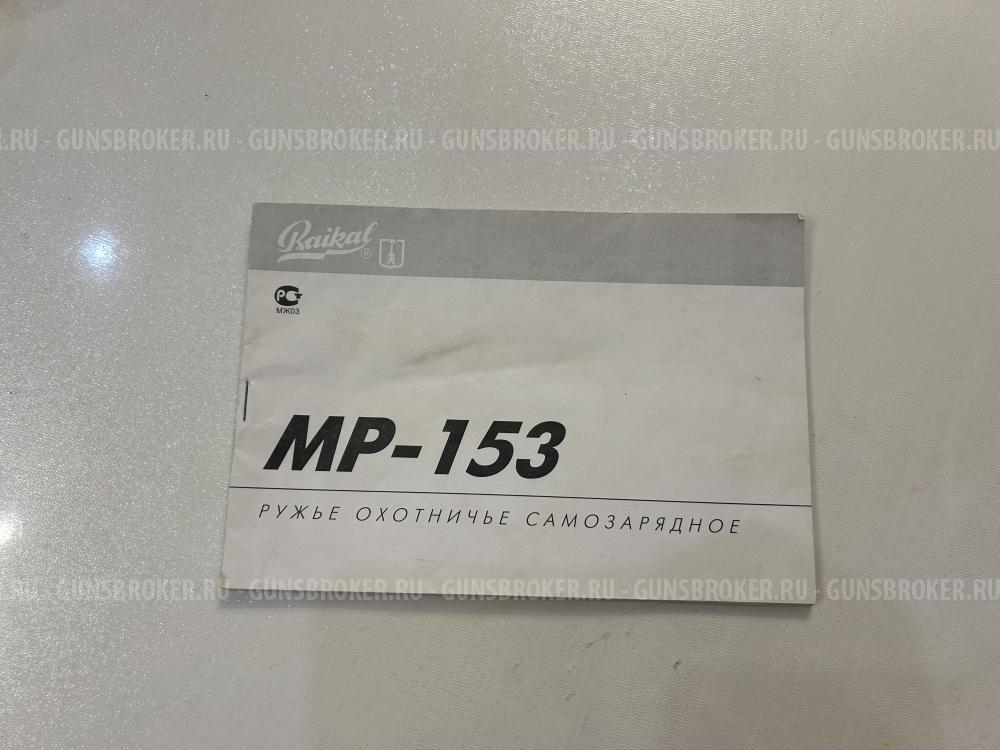 .RU - GUNSBROKER.RU - GUNSBROKER.RU - GUNSBROKER.RU - GUNSBROKER.RU - GUNSBROKER.RU
Baikal ®
РС
МЖ03
MP-153
РУЖЬЕ ОХОТНИЧЬЕ САМОЗАРЯДНОЕ
.RU - GUNSBROKER.RU - GUNSBROKER.RU - GUNSBROKER.RU - GUNSBROKER.RU - GUNSBROKER.RU